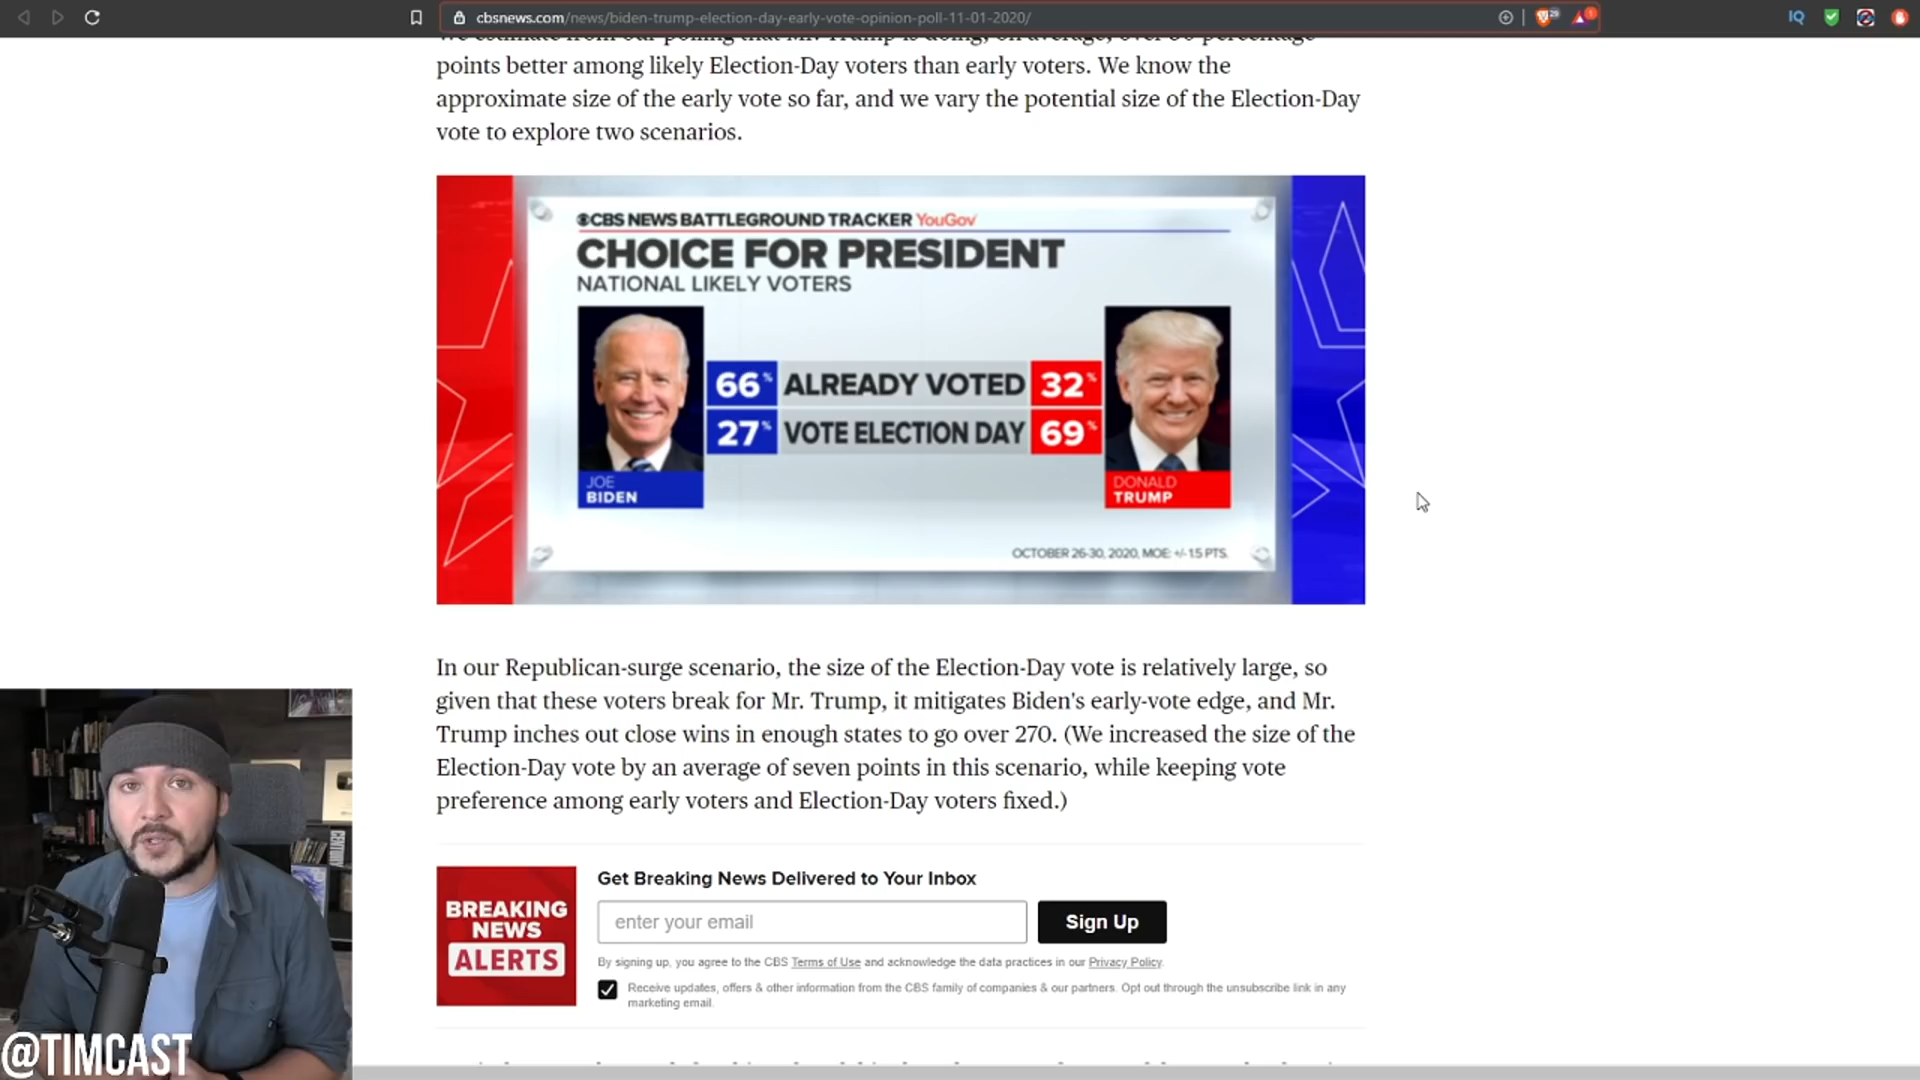 cbsnews.com/news/biden-trump-election-day-early-vote-opinion-poll-11-01-2020/
IQ
We estimate from our polling that Mr. Trump is doing, on average, over 30 percentage
points better among likely Election-Day voters than early voters. We know the
approximate size of the early vote so far, and we vary the potential size of the Election-Day
vote to explore two scenarios.
CBS NEWS BATTLEGROUND TRACKER YouGov
CHOICE FOR PRESIDENT
NATIONAL LIKELY VOTERS
66% ALREADY VOTED 32%
27% VOTE ELECTION DAY 69%
JOE
BIDEN
DONALD
TRUMP
OCTOBER 26-30, 2020, MOE: +/- 1.5 PTS.
In our Republican-surge scenario, the size of the Election-Day vote is relatively large, so
given that these voters break for Mr. Trump, it mitigates Biden's early-vote edge, and Mr.
Trump inches out close wins in enough states to go over 270. (We increased the size of the
Election-Day vote by an average of seven points in this scenario, while keeping vote
preference among early voters and Election-Day voters fixed.)
BREAKING
NEWS
ALERTS
Get Breaking News Delivered to Your Inbox
enter your email
Sign Up
By signing up, you agree to the CBS Terms of Use and acknowledge the data practices in our Privacy Policy.
Receive updates, offers & other information from the CBS family of companies & our partners. Opt out through the unsubscribe link in any
marketing email.
@TIMCAST